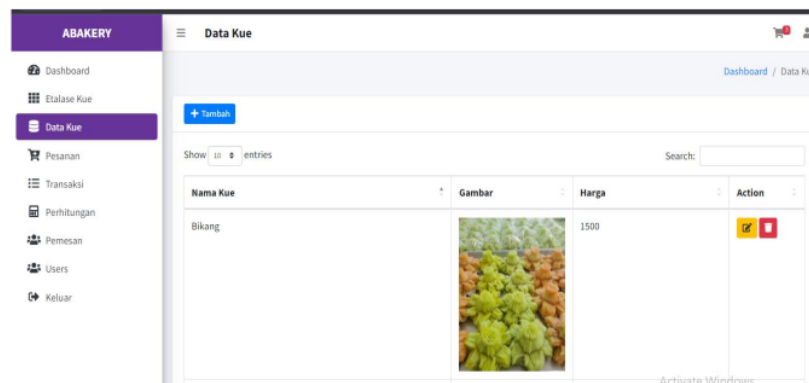 ABAKERY
Data Kue
3
Dashboard / Data Ku
Dashboard
Etalase Kue
Data Kue
Pesanan
Transaksi
Perhitungan
Pemesan
Users
Keluar
+ Tambah
Show 10 entries
Search:
Nama Kue Gambar Harga Action
Bikang 1500
Activate Windows